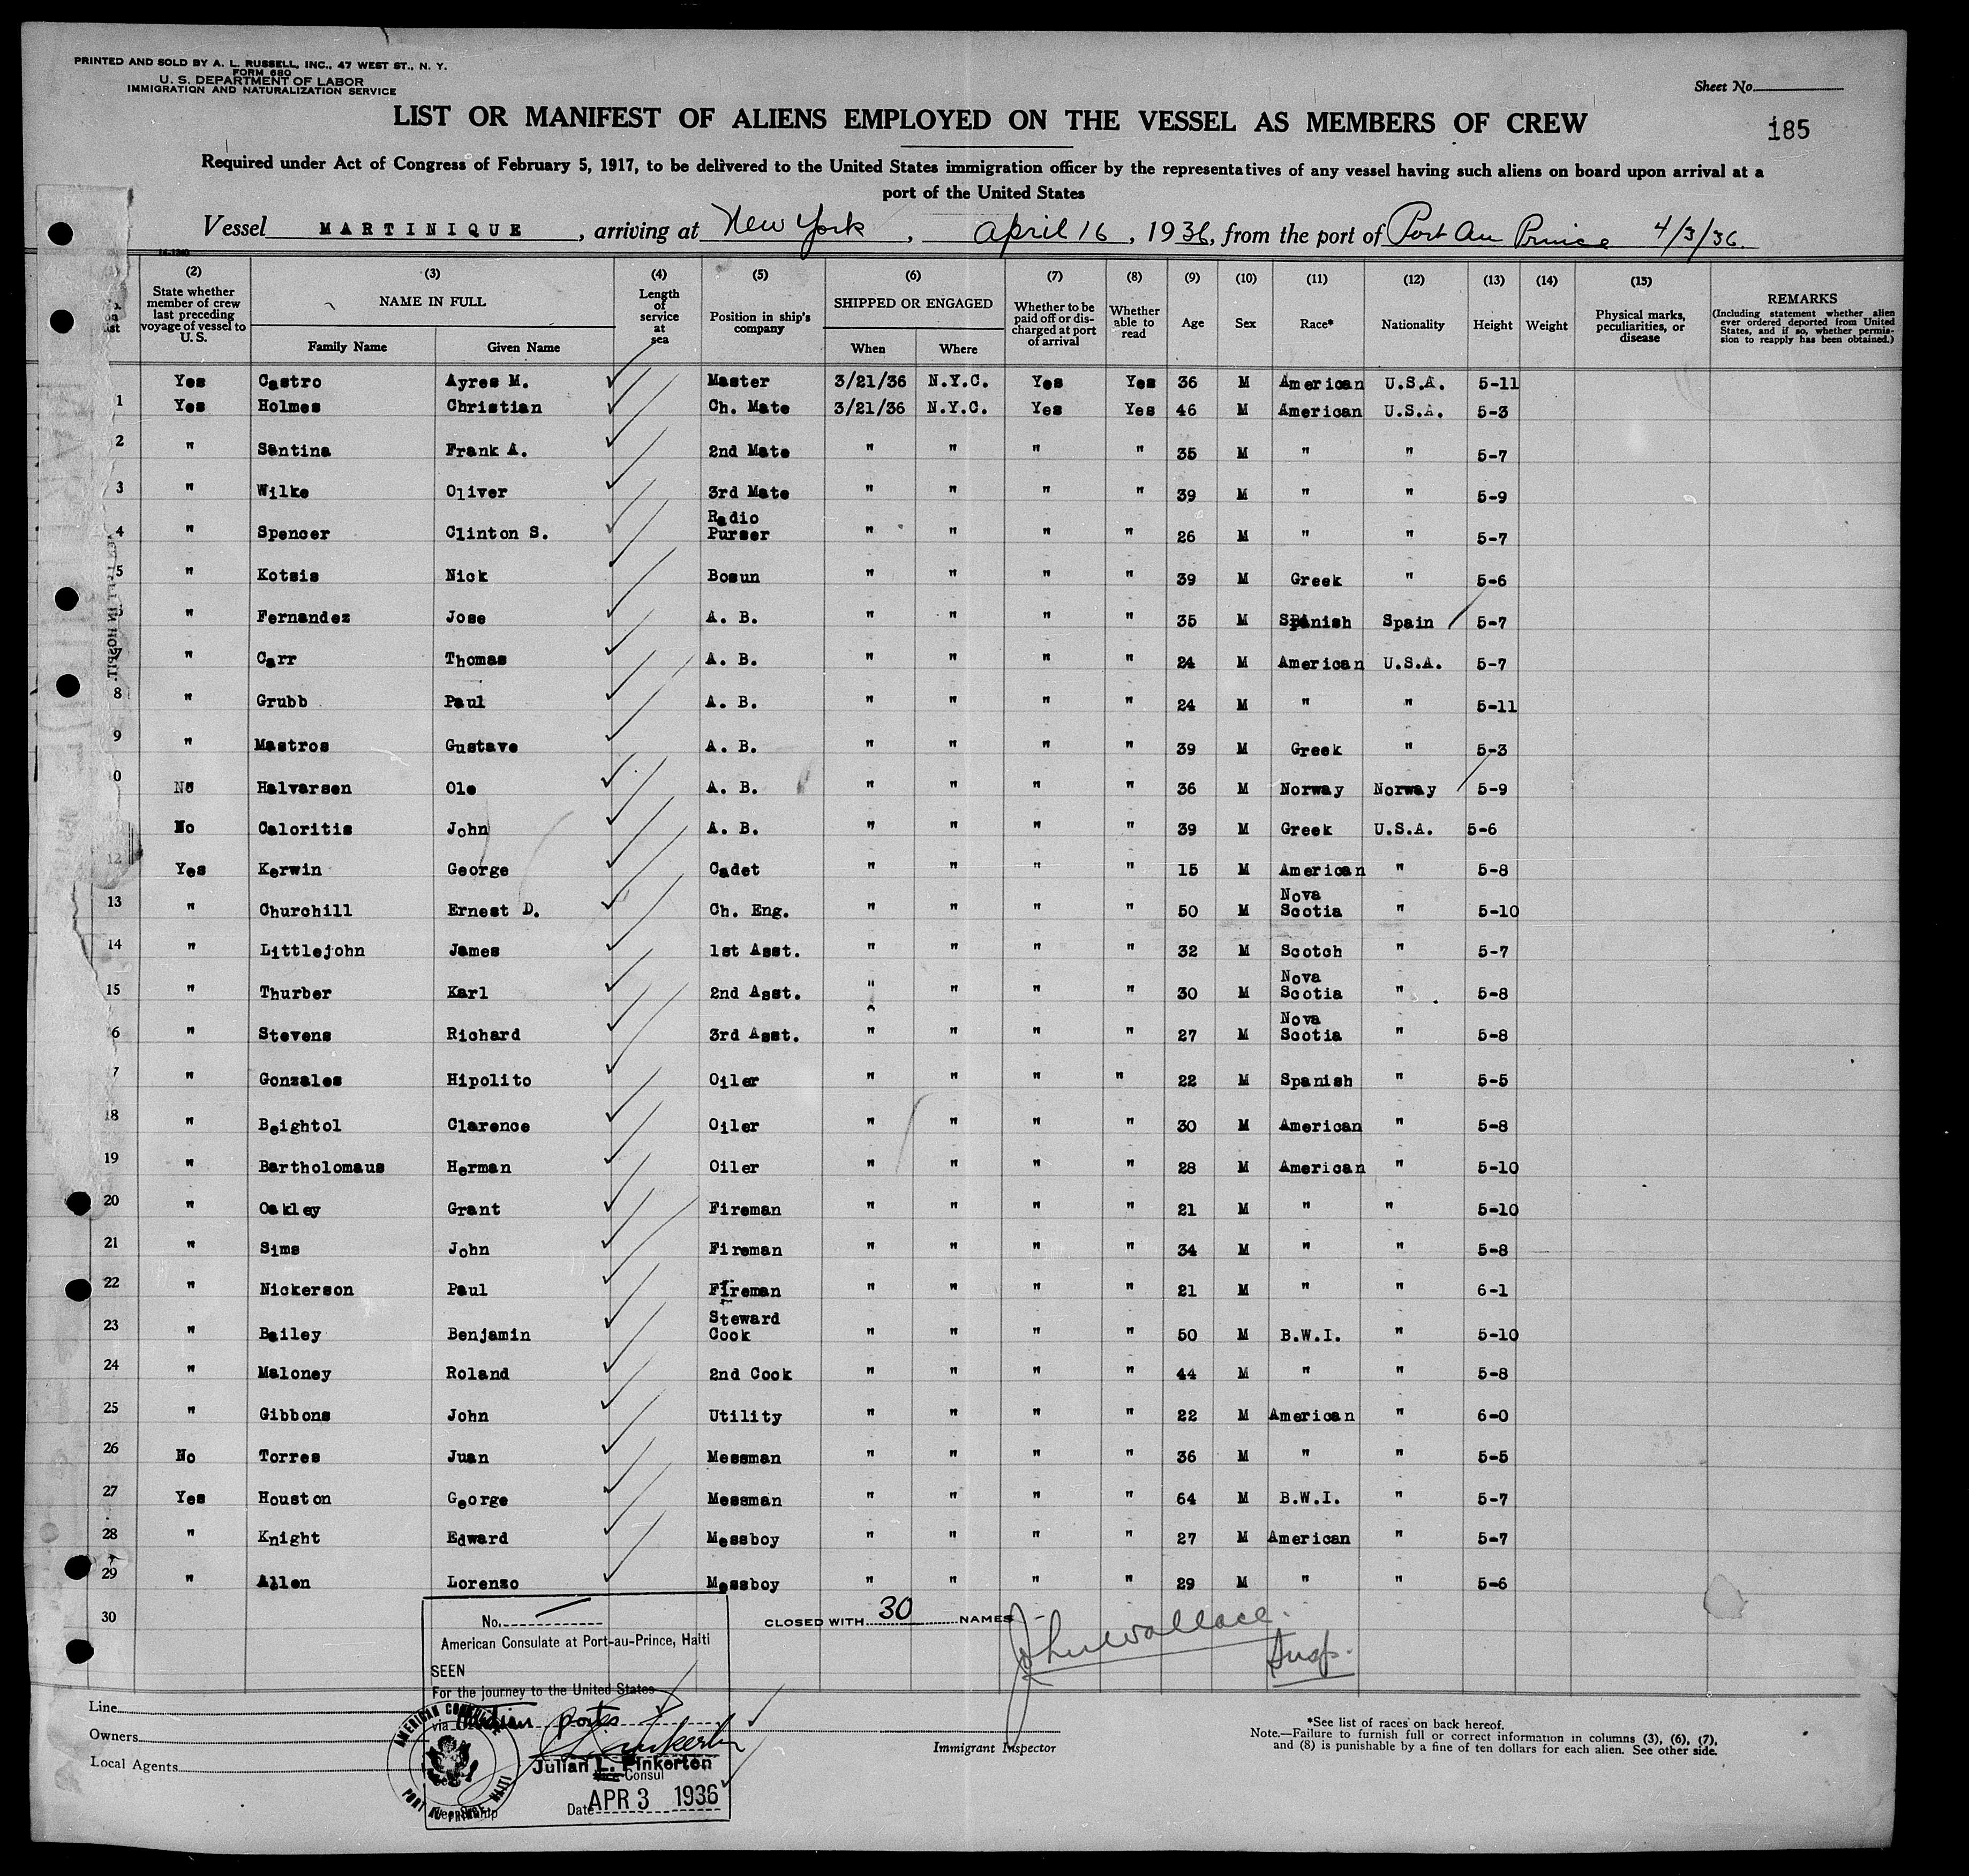 PRINTED AND SOLD BY A. L. RUSSELL, INC., 47 WEST ST., N. Y.
FORM 680
U. S. DEPARTMENT OF LABOR
IMMIGRATION AND NATURALIZATION SERVICE
Sheet No.
LIST OR MANIFEST OF ALIENS EMPLOYED ON THE VESSEL AS MEMBERS OF CREW
185
Required under Act of Congress of February 5, 1917, to be delivered to the United States immigration officer by the representatives of any vessel having such aliens on board upon arrival at a
port of the United States
Vessel MARTINIQUE, arriving at New York, April 16, 1936, from the port of Port Au Prince 4/3/36.
(2) (3) (4) (5) (6) (7) (8) (9) (10) (11) (12) (13) (14) (15)
State whether member of crew last preceding voyage of vessel to U. S. NAME IN FULL Length of service at sea Position in ship's company SHIPPED OR ENGAGED Whether to be paid off or discharged at port of arrival Whether able to read Age Sex Race* Nationality Height Weight Physical marks, peculiarities, or disease REMARKS (Including statement whether alien ever ordered deported from United States, and if so, whether permission to reapply has been obtained.)
Family Name Given Name When Where
Yes Castro Ayres M. Master 3/21/36 N.Y.C. Yes Yes 36 M American U.S.A. 5-11
1 Yes Holmes Christian Ch. Mate 3/21/36 N.Y.C. Yes Yes 46 M American U.S.A. 5-3
2 " Santina Frank A. 2nd Mate " " " " 35 M " " 5-7
3 " Wilke Oliver 3rd Mate " " " " 39 M " " 5-9
4 " Spencer Clinton S. Radio Purser " " " " 26 M " " 5-7
5 " Kotsis Nick Bosun " " " " 39 M Greek " 5-6
" Fernandez Jose A. B. " " " " 35 M Spanish Spain 5-7
7 " Carr Thomas A. B. " " " " 24 M American U.S.A. 5-7
8 " Grubb Paul A. B. " " " " 24 M " " 5-11
9 " Mastros Gustave A. B. " " " " 39 M Greek " 5-3
0 No Halvarsen Ole A. B. " " " " 36 M Norway Norway 5-9
No Caloritis John A. B. " " " " 39 M Greek U.S.A. 5-6
12 Yes Kerwin George Cadet " " " " 15 M American " 5-8
13 " Churchill Ernest D. Ch. Eng. " " " " 50 M Nova Scotia " 5-10
14 " Littlejohn James 1st Asst. " " " " 32 M Scotch " 5-7
15 " Thurber Karl 2nd Asst. " " " " 30 M Nova Scotia " 5-8
6 " Stevens Richard 3rd Asst. " " " " 27 M Nova Scotia " 5-8
7 " Gonzales Hipolito Oiler " " " " 22 M Spanish " 5-5
18 " Beightol Clarence Oiler " " " " 30 M American " 5-8
19 " Bartholomaus Herman Oiler " " " " 28 M American " 5-10
20 " Oakley Grant Fireman " " " " 21 M " " 5-10
21 " Sims John Fireman " " " " 34 M " " 5-8
22 " Nickerson Paul Fireman " " " " 21 M " " 6-1
23 " Bailey Benjamin Steward Cook " " " " 50 M B.W.I. " 5-10
24 " Maloney Roland 2nd Cook " " " " 44 M " " 5-8
25 " Gibbons John Utility " " " " 22 M American " 6-0
26 No Torres Juan Messman " " " " 36 M " " 5-5
27 Yes Houston George Messman " " " " 64 M B.W.I. " 5-7
28 " Knight Edward Messboy " " " " 27 M American " 5-7
29 " Allen Lorenzo Messboy " " " " 29 M " " 5-6
30
CLOSED WITH 30 NAMES
John Wallace
Insp.
No.
American Consulate at Port-au-Prince, Haiti
SEEN
For the journey to the United States
via Haitian ports
Julian L. Pinkerton
Consul
Date APR 3 1936
AMERICAN CONSULATE
PORT AU PRINCE HAITI
Line
Owners
Local Agents
Immigrant Inspector
*See list of races on back hereof.
Note.—Failure to furnish full or correct information in columns (3), (6), (7),
and (8) is punishable by a fine of ten dollars for each alien. See other side.